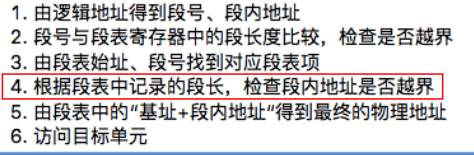 1. 由逻辑地址得到段号、段内地址
2. 段号与段表寄存器中的段长度比较，检查是否越界
3. 由段表始址、段号找到对应段表项
4. 根据段表中记录的段长，检查段内地址是否越界
5. 由段表中的“基址+段内地址”得到最终的物理地址
6. 访问目标单元